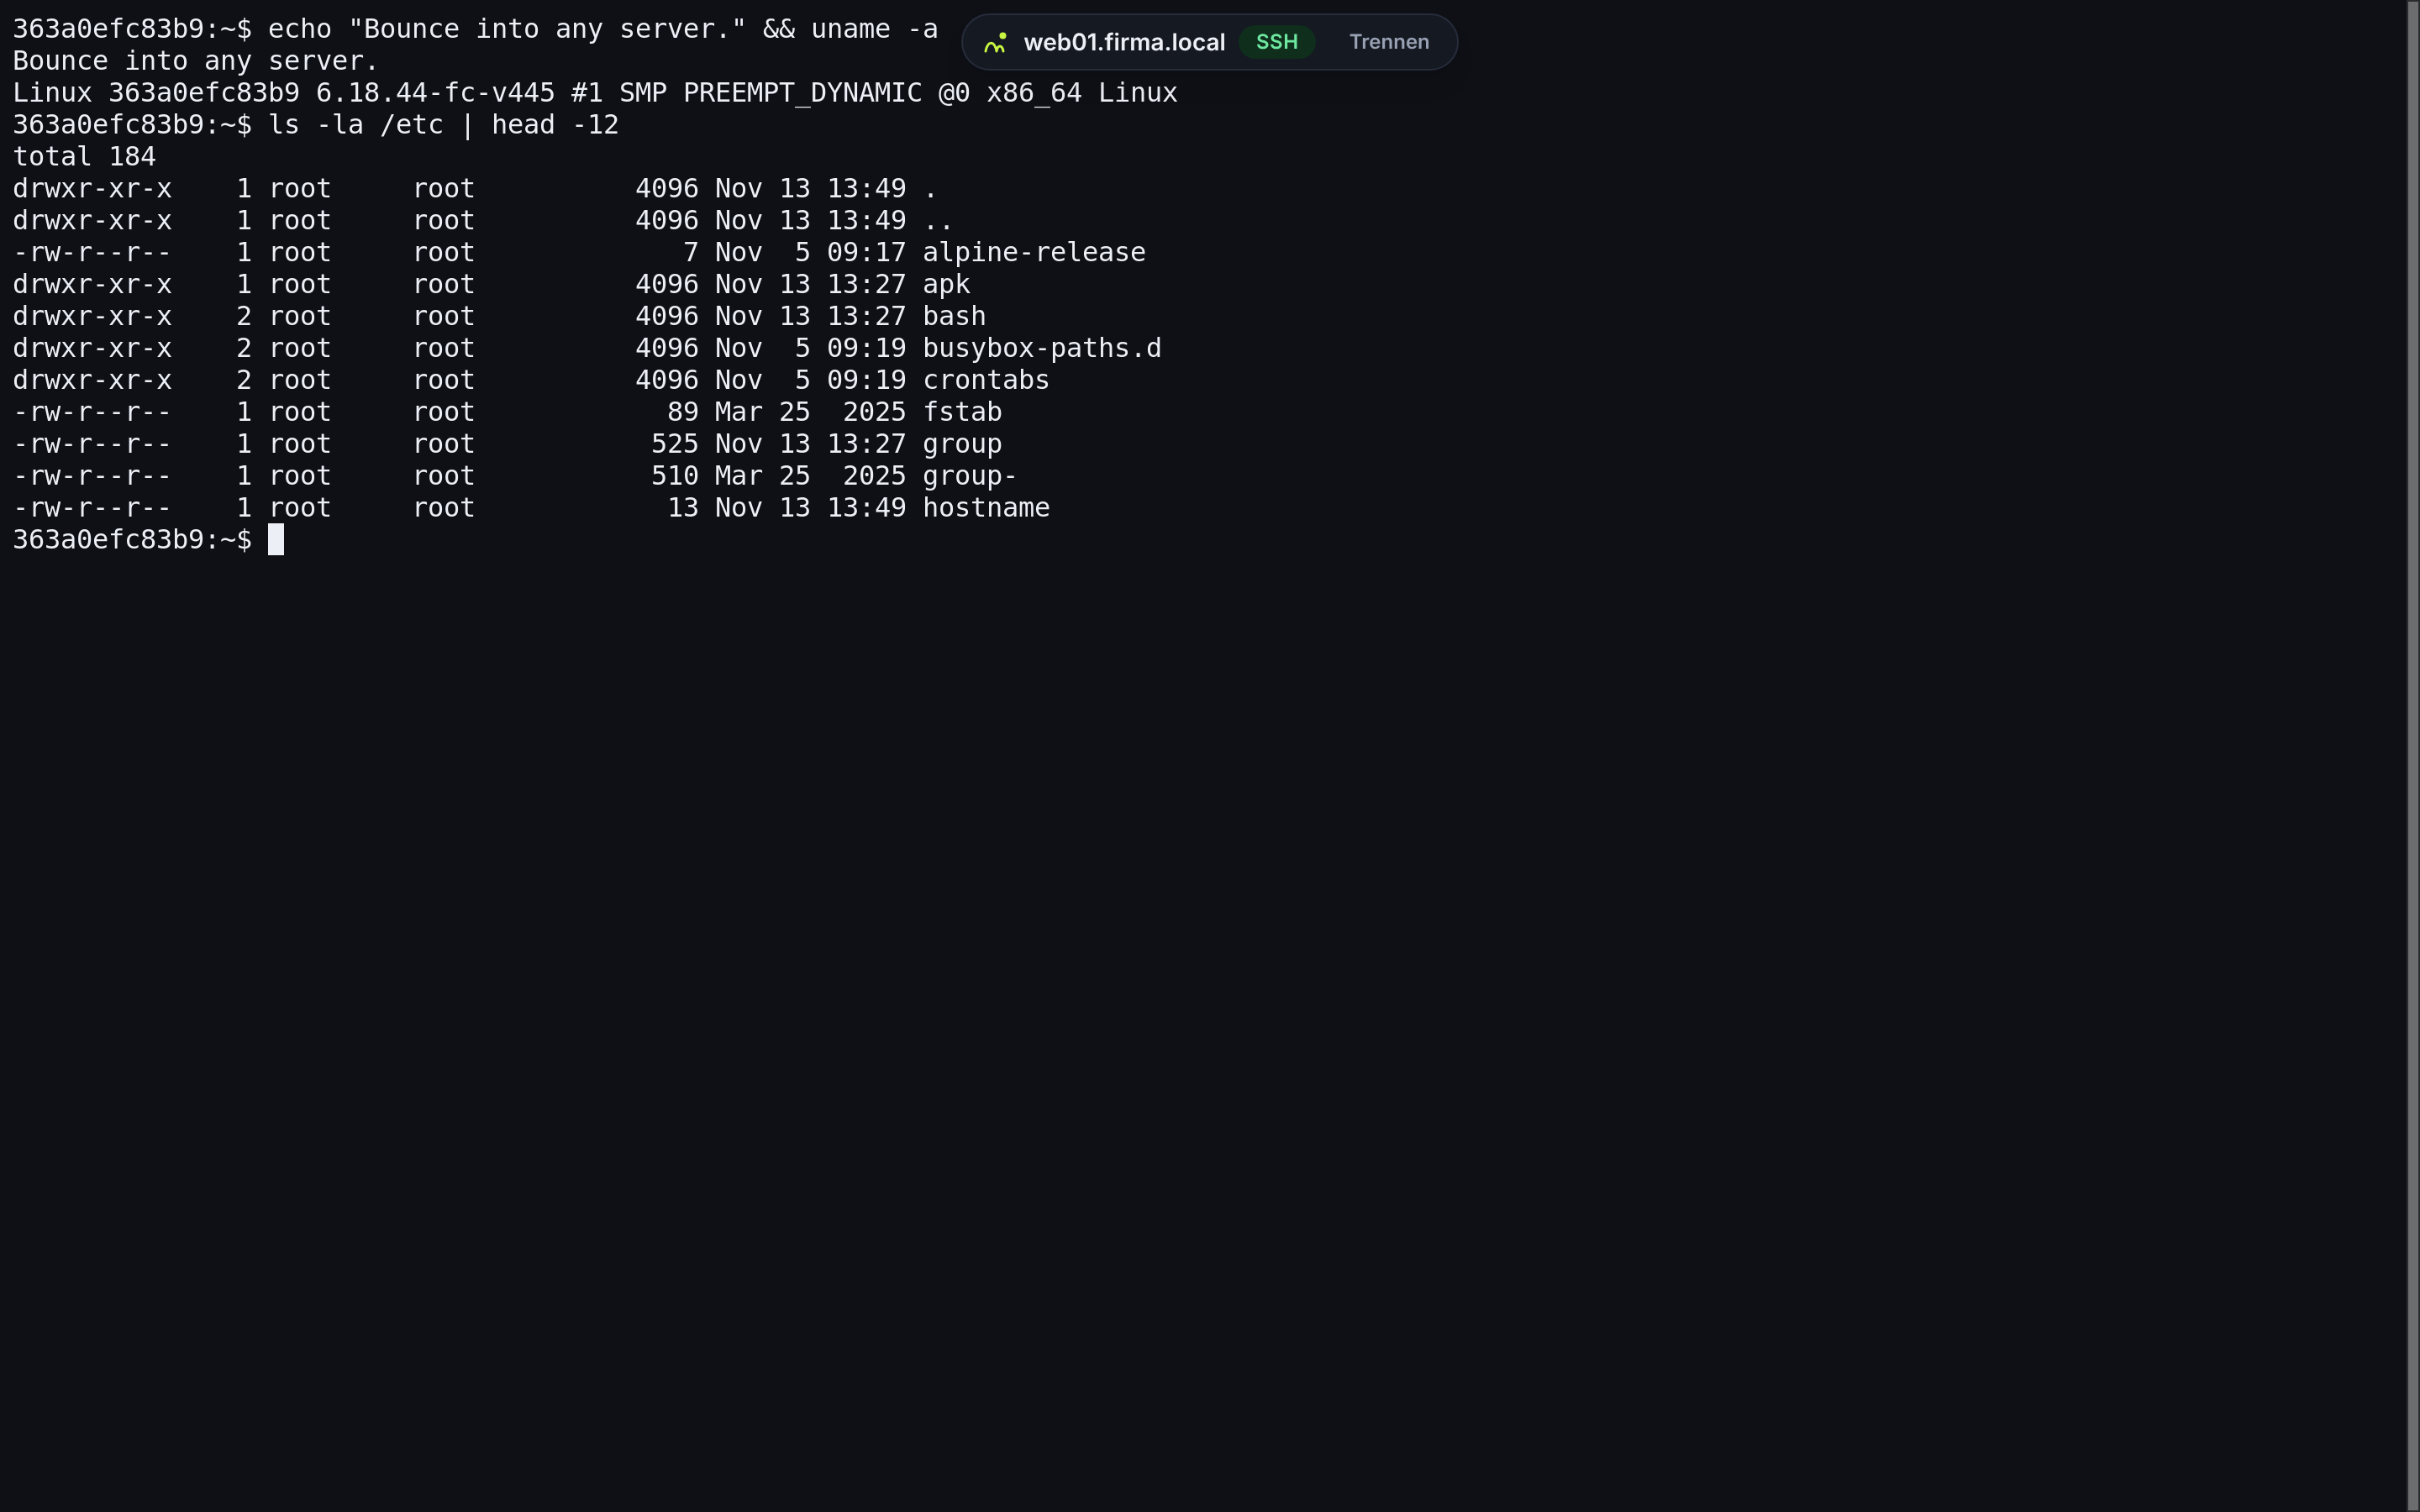 363a0efc83b9:~$ echo "Bounce into any server." && uname -a
web01.firma.local SSH Trennen
Bounce into any server.
Linux 363a0efc83b9 6.18.44-fc-v445 #1 SMP PREEMPT_DYNAMIC @0 x86_64 Linux
363a0efc83b9:~$ ls -la /etc | head -12
total 184
drwxr-xr-x    1 root     root          4096 Nov 13 13:49 .
drwxr-xr-x    1 root     root          4096 Nov 13 13:49 ..
-rw-r--r--    1 root     root             7 Nov  5 09:17 alpine-release
drwxr-xr-x    1 root     root          4096 Nov 13 13:27 apk
drwxr-xr-x    2 root     root          4096 Nov 13 13:27 bash
drwxr-xr-x    2 root     root          4096 Nov  5 09:19 busybox-paths.d
drwxr-xr-x    2 root     root          4096 Nov  5 09:19 crontabs
-rw-r--r--    1 root     root            89 Mar 25  2025 fstab
-rw-r--r--    1 root     root           525 Nov 13 13:27 group
-rw-r--r--    1 root     root           510 Mar 25  2025 group-
-rw-r--r--    1 root     root            13 Nov 13 13:49 hostname
363a0efc83b9:~$